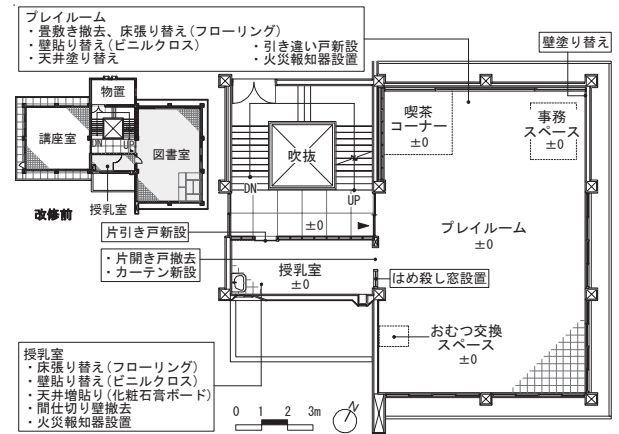 プレイルーム
・畳敷き撤去、床張り替え(フローリング)
・壁貼り替え(ビニルクロス)
・天井塗り替え
・引き違い戸新設
・火災報知器設置
壁塗り替え
物置
講座室
DN
UP
図書室
改修前
授乳室
喫茶
コーナー
±0
事務
スペース
±0
吹抜
DN
UP
±0
プレイルーム
±0
片引き戸新設
・片開き戸撤去
・カーテン新設
授乳室
±0
はめ殺し窓設置
おむつ交換
スペース
±0
授乳室
・床張り替え(フローリング)
・壁貼り替え(ビニルクロス)
・天井増貼り(化粧石膏ボード)
・間仕切り壁撤去
・火災報知器設置
0 1 2 3m
N